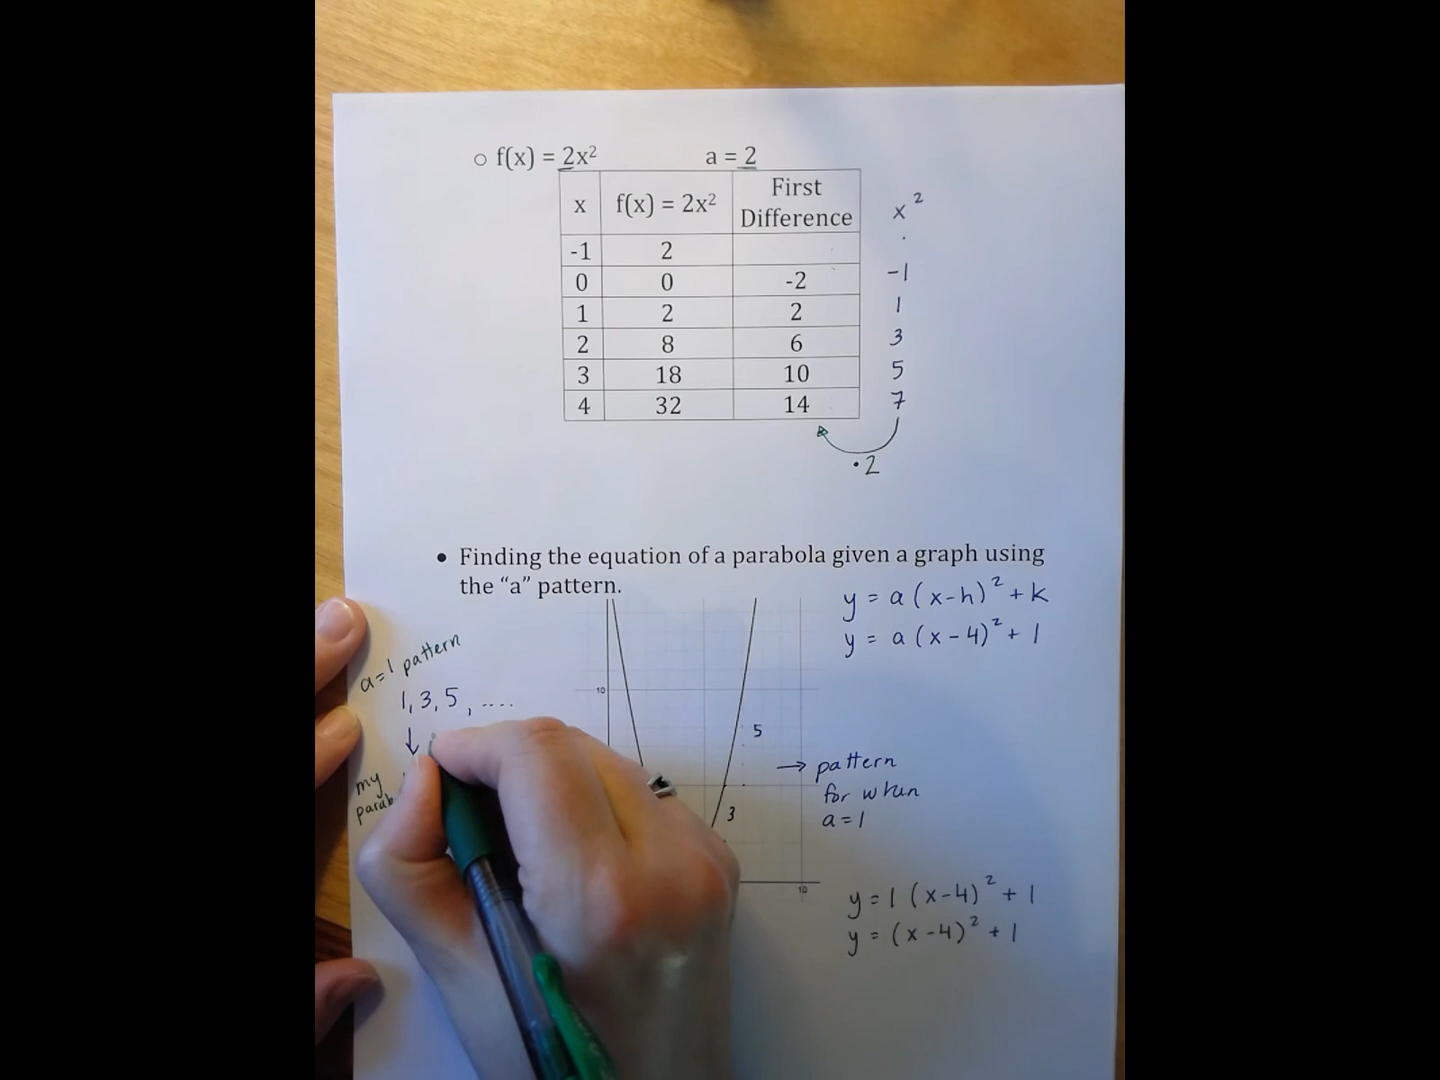 ○ f(x) = 2x² a = 2
x f(x) = 2x² First Difference x²
-1 2
0 0 -2 -1
1 2 2 1
2 8 6 3
3 18 10 5
4 32 14 7
·2
• Finding the equation of a parabola given a graph using
the “a” pattern.
y = a(x-h)² + k
y = a(x-4)² + 1
a=1 pattern
1, 3, 5, ....
my
10
5
3
10
→ pattern
for when
a=1
y = 1(x-4)² + 1
y = (x-4)² + 1